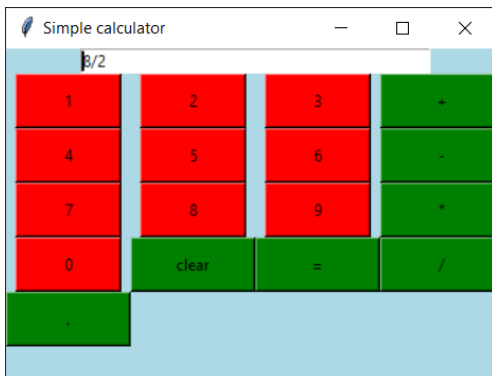 Simple calculator
8/2
1 2 3 +
4 5 6 -
7 8 9 *
0 clear = /
.